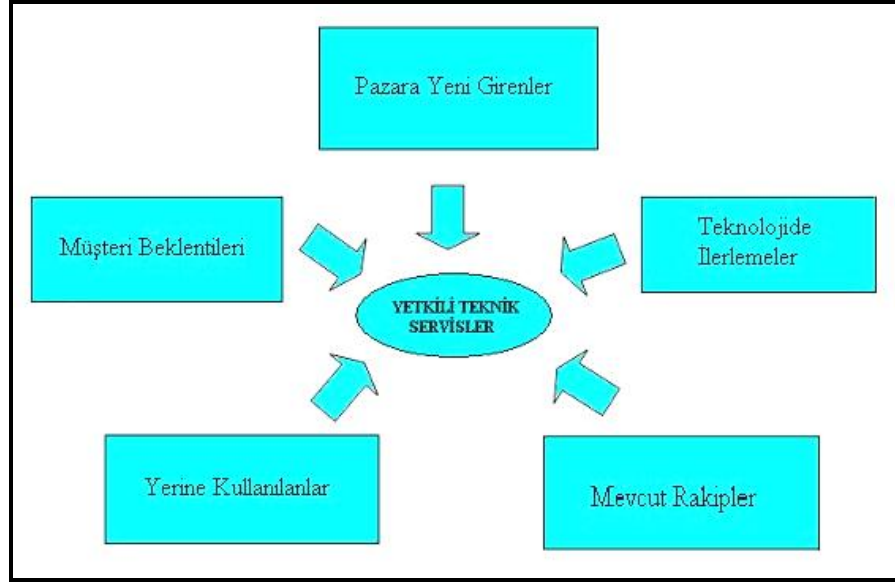 Pazara Yeni Girenler
Müşteri Beklentileri
Teknolojide
İlerlemeler
YETKİLİ TEKNİK
SERVİSLER
Yerine Kullanılanlar
Mevcut Rakipler